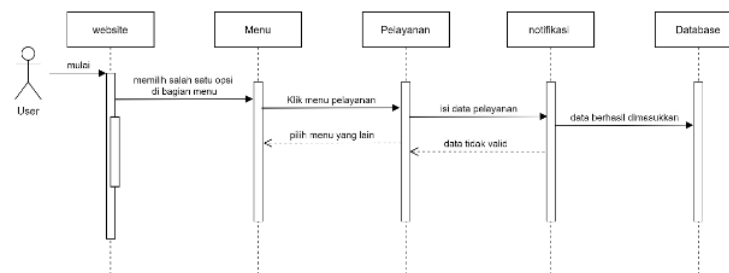 website
Menu
Pelayanan
notifikasi
Database
mulai
memilih salah satu opsi
di bagian menu
Klik menu pelayanan
isi data pelayanan
data berhasil dimasukkan
pilih menu yang lain
data tidak valid
User